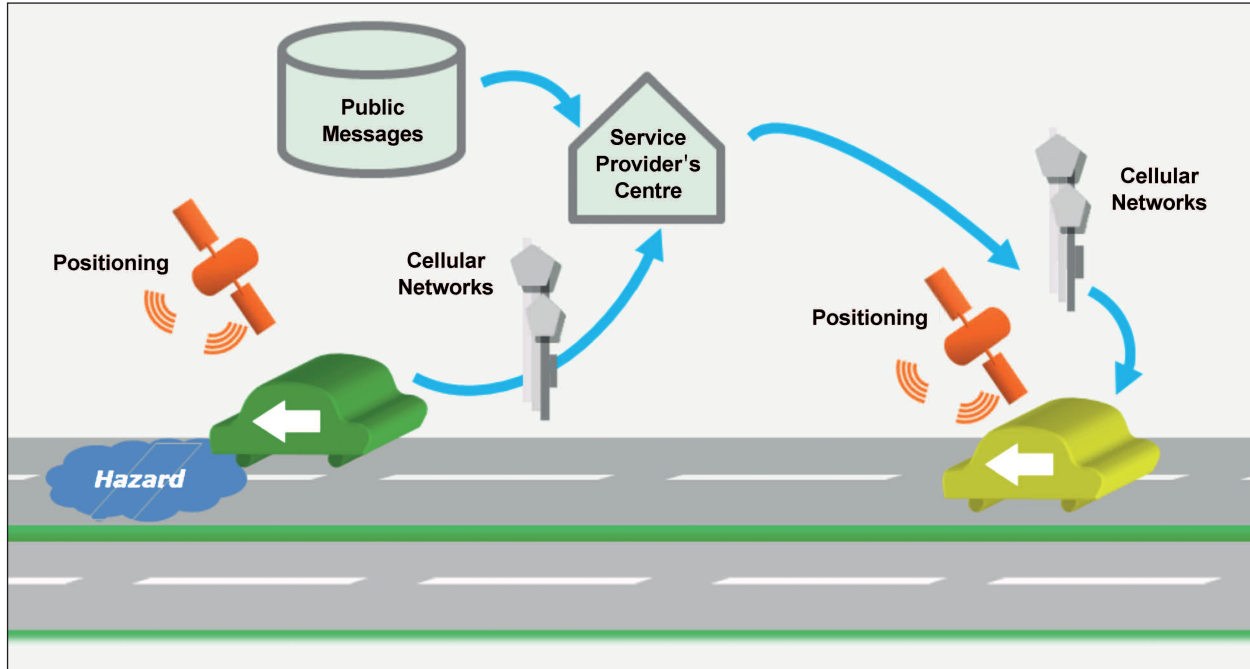 Public
Messages
Service
Provider's
Centre
Cellular
Networks
Positioning
Cellular
Networks
Positioning
Hazard